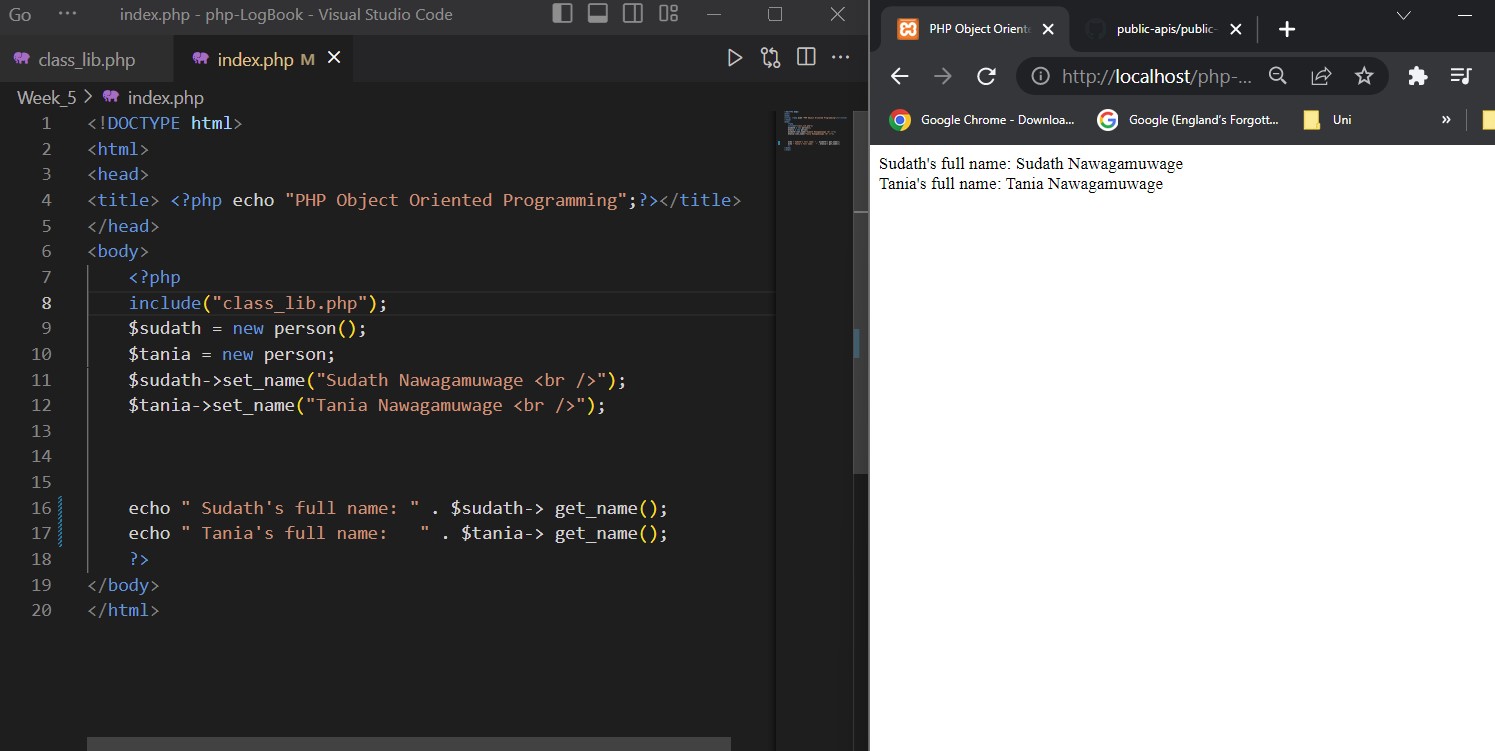 Go ··· index.php - php-LogBook - Visual Studio Code
class_lib.php index.php M
Week_5 > index.php
1 <!DOCTYPE html>
2 <html>
3 <head>
4 <title> <?php echo "PHP Object Oriented Programming";?></title>
5 </head>
6 <body>
7 <?php
8 include("class_lib.php");
9 $sudath = new person();
10 $tania = new person;
11 $sudath->set_name("Sudath Nawagamuwage <br />");
12 $tania->set_name("Tania Nawagamuwage <br />");
13
14
15
16 echo " Sudath's full name: " . $sudath-> get_name();
17 echo " Tania's full name:   " . $tania-> get_name();
18 ?>
19 </body>
20 </html>
PHP Object Oriente public-apis/public-
http://localhost/php-...
Google Chrome - Downloa... Google (England's Forgott... Uni »
Sudath's full name: Sudath Nawagamuwage
Tania's full name: Tania Nawagamuwage